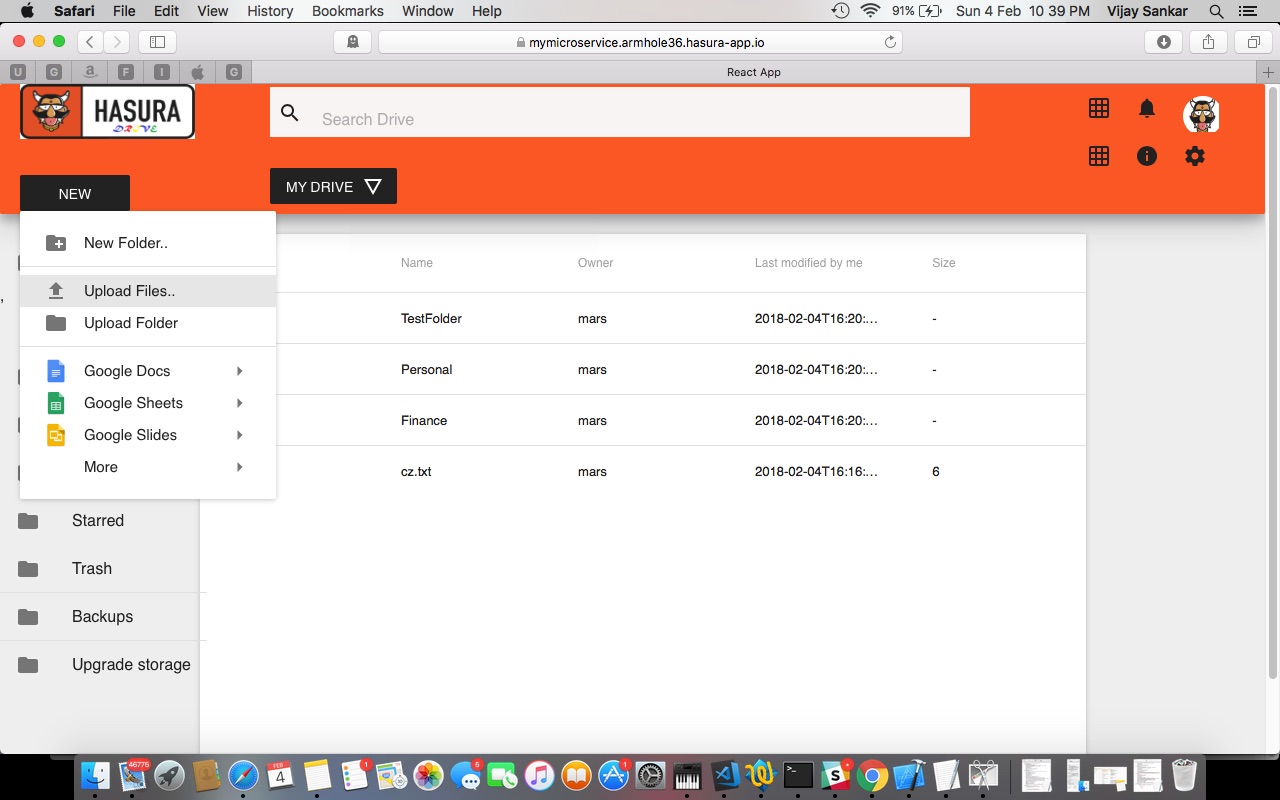 Safari File Edit View History Bookmarks Window Help 91% Sun 4 Feb 10:39 PM Vijay Sankar
mymicroservice.armhole36.hasura-app.io
U G a F I G
React App
HASURA
DRIVE
Search Drive
NEW
MY DRIVE
New Folder..
Upload Files..
Upload Folder
Google Docs
Google Sheets
Google Slides
More
,
Name Owner Last modified by me Size
TestFolder mars 2018-02-04T16:20:... -
Personal mars 2018-02-04T16:20:... -
Finance mars 2018-02-04T16:20:... -
cz.txt mars 2018-02-04T16:16:... 6
Starred
Trash
Backups
Upgrade storage
46775
FEB
4
1
5
1